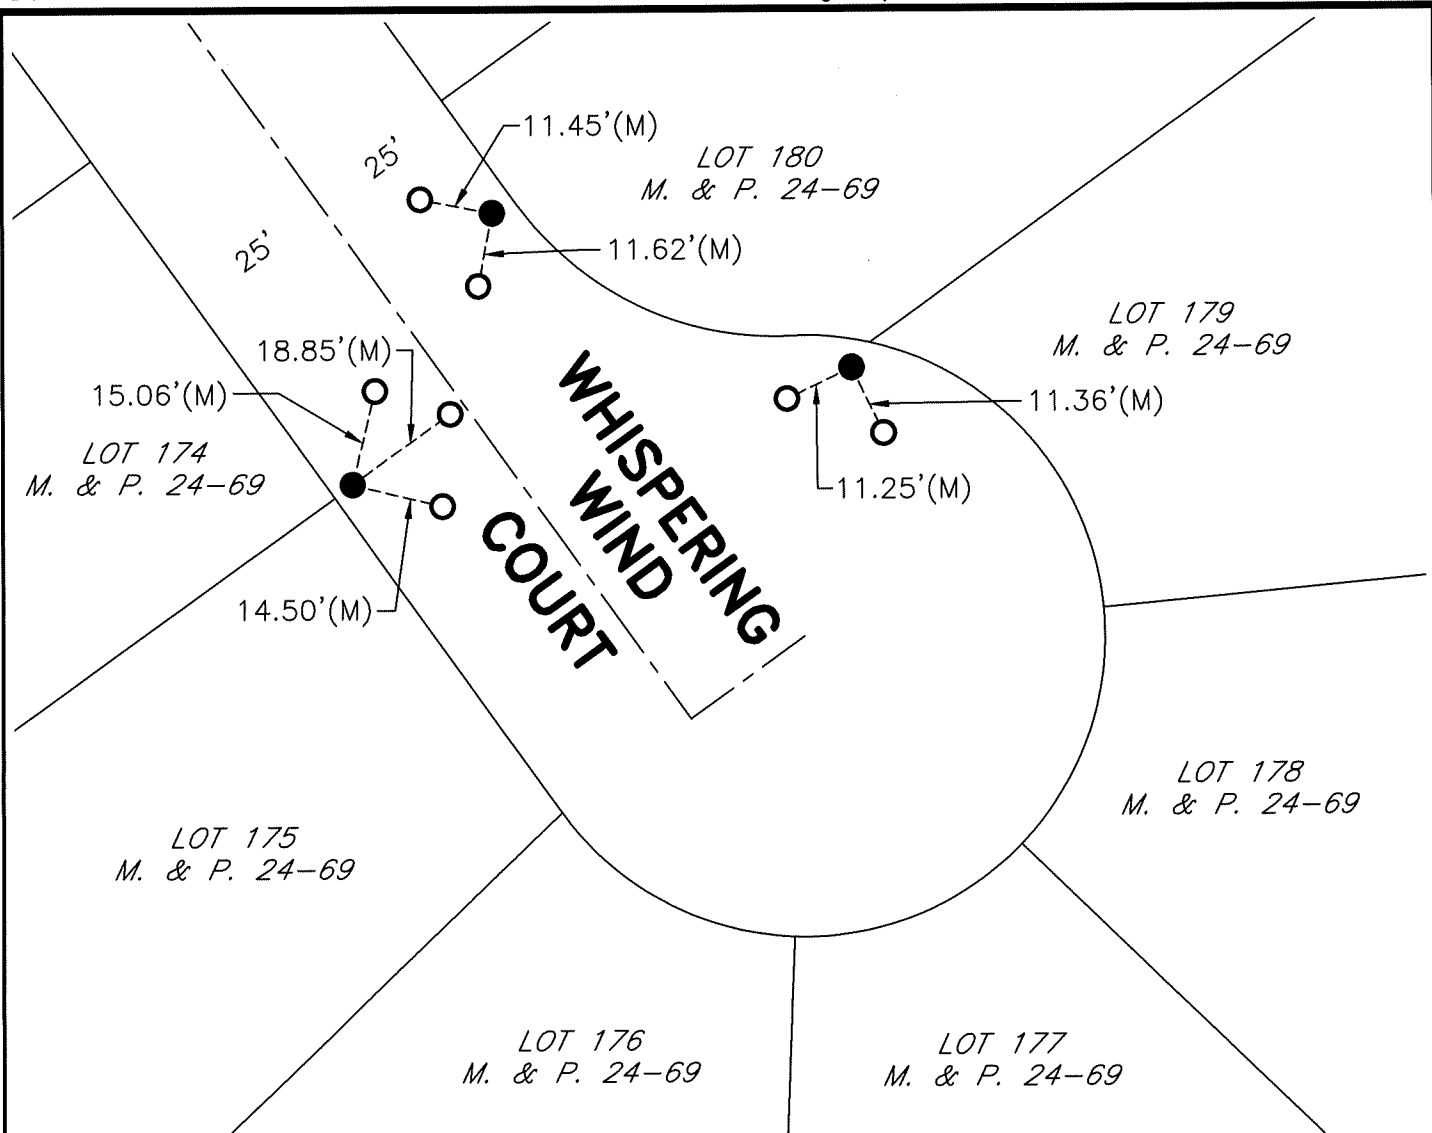 11.45'(M)
25'
LOT 180
M. & P. 24-69
25'
11.62'(M)
LOT 179
M. & P. 24-69
18.85'(M)
15.06'(M)
11.36'(M)
LOT 174
M. & P. 24-69
11.25'(M)
WHISPERING
WIND
COURT
14.50'(M)
LOT 178
M. & P. 24-69
LOT 175
M. & P. 24-69
LOT 176
M. & P. 24-69
LOT 177
M. & P. 24-69